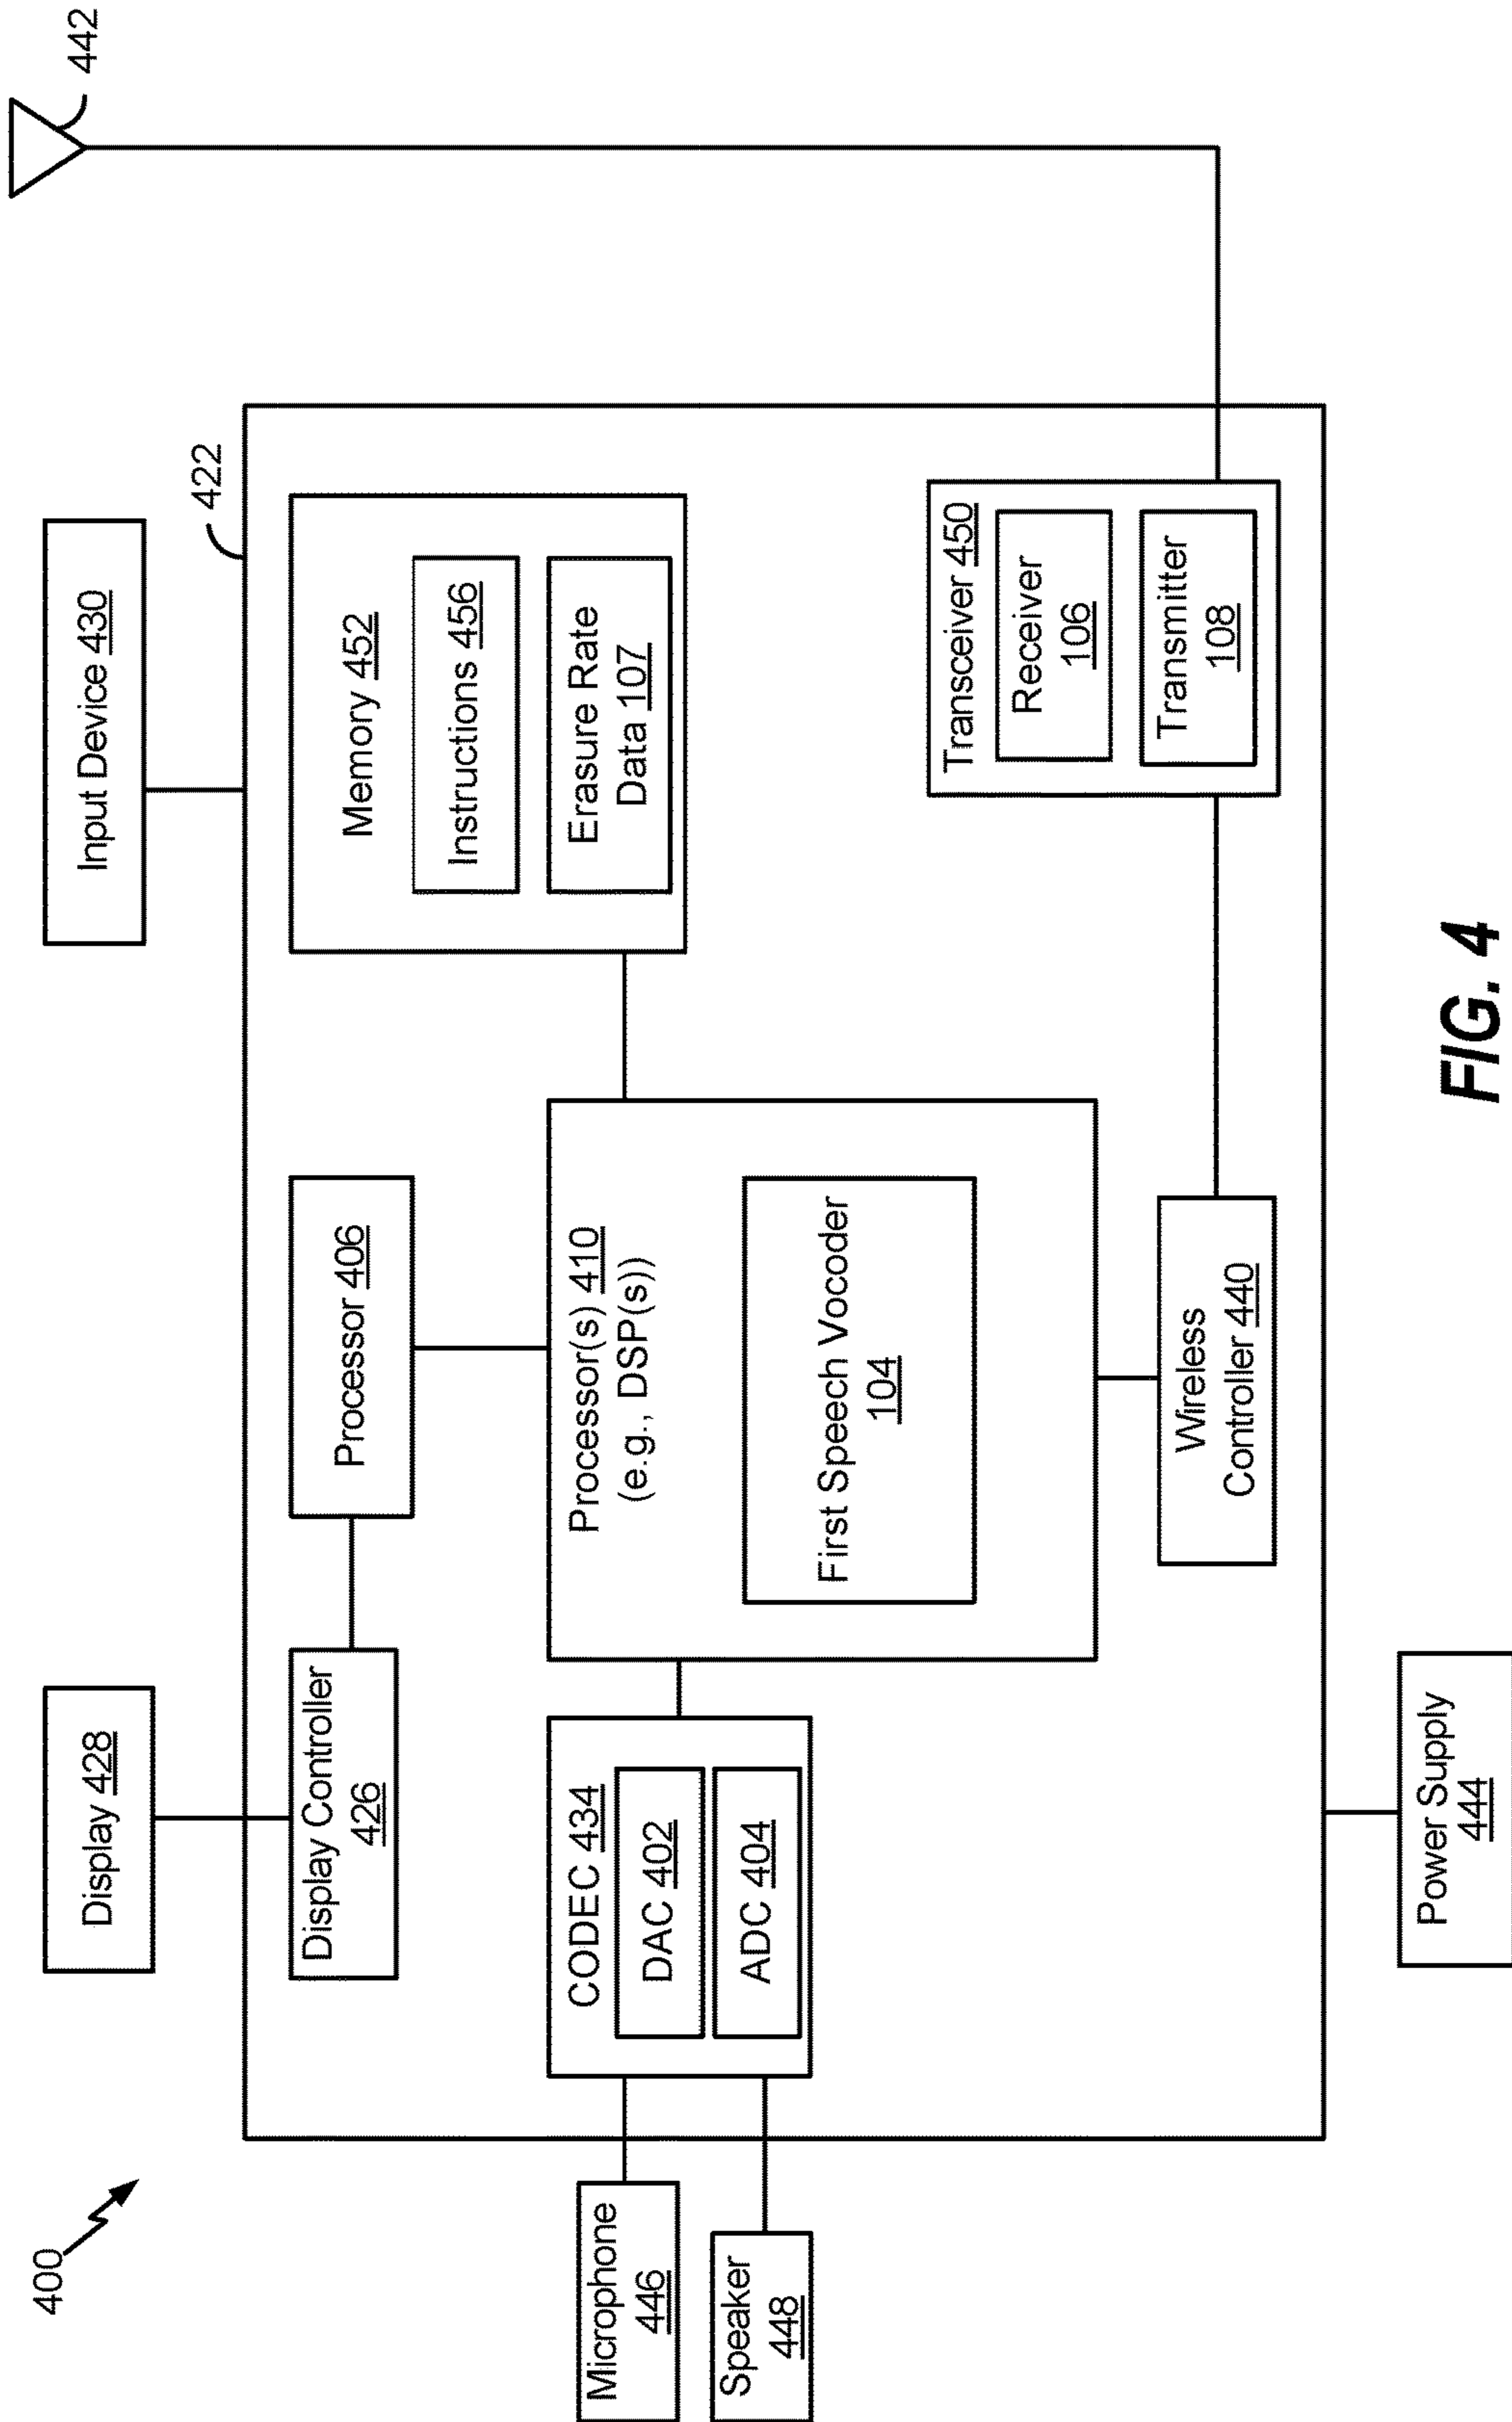 400
Display 428
Input Device 430
442
422
Display Controller
426
Processor 406
Memory 452
Instructions 456
Erasure Rate
Data 107
Microphone
446
Speaker
448
CODEC 434
DAC 402
ADC 404
Processor(s) 410
(e.g., DSP(s))
First Speech Vocoder
104
Wireless
Controller 440
Transceiver 450
Receiver
106
Transmitter
108
Power Supply
444
FIG. 4